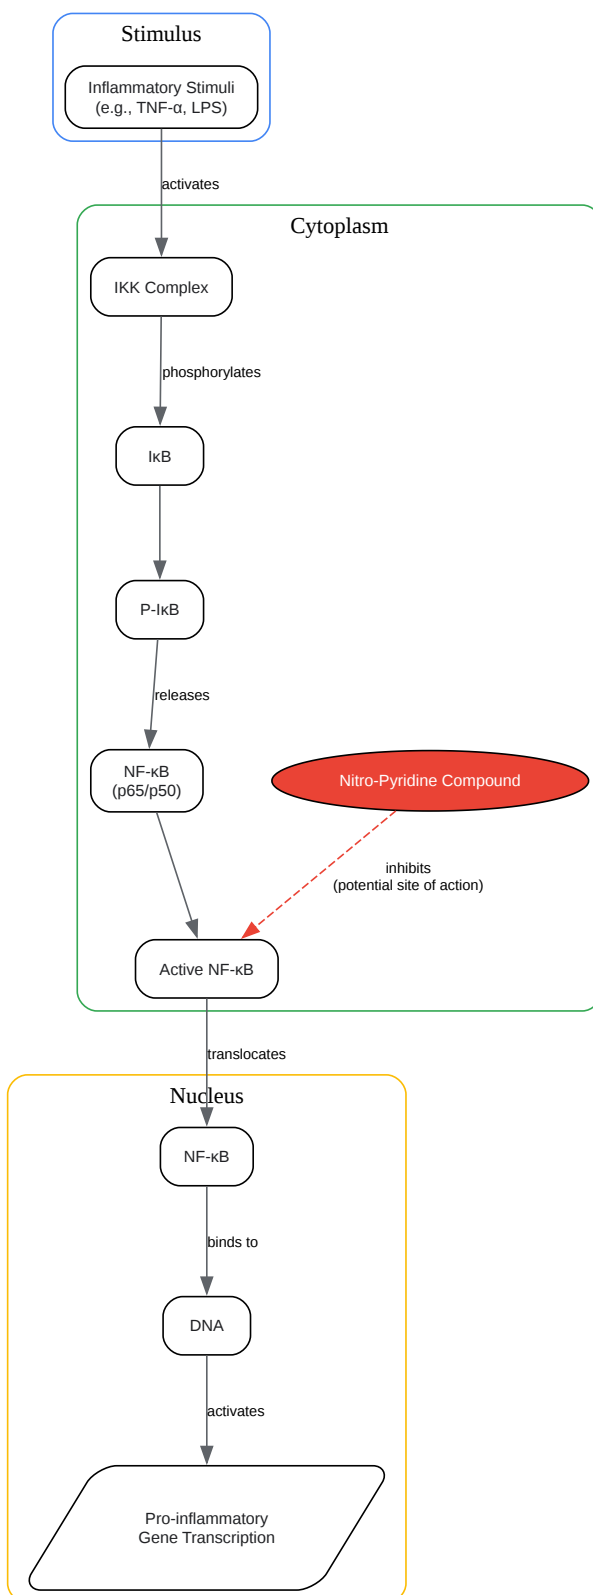 Stimulus
Inflammatory Stimuli
(e.g., TNF-α, LPS)
activates
Cytoplasm
IKK Complex
phosphorylates
IκB
P-IκB
releases
NF-κB
(p65/p50)
Nitro-Pyridine Compound
inhibits
(potential site of action)
Active NF-κB
translocates
Nucleus
NF-κB
binds to
DNA
activates
Pro-inflammatory
Gene Transcription